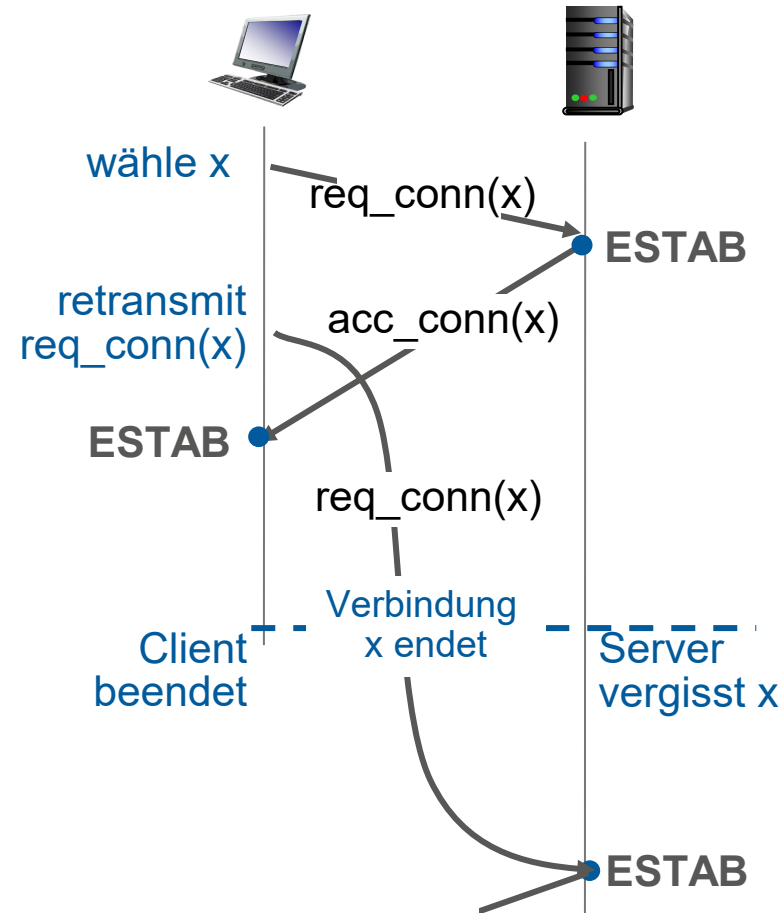 wähle x
req_conn(x)
ESTAB
retransmit
req_conn(x)
acc_conn(x)
ESTAB
req_conn(x)
Verbindung
x endet
Client
beendet
Server
vergisst x
ESTAB